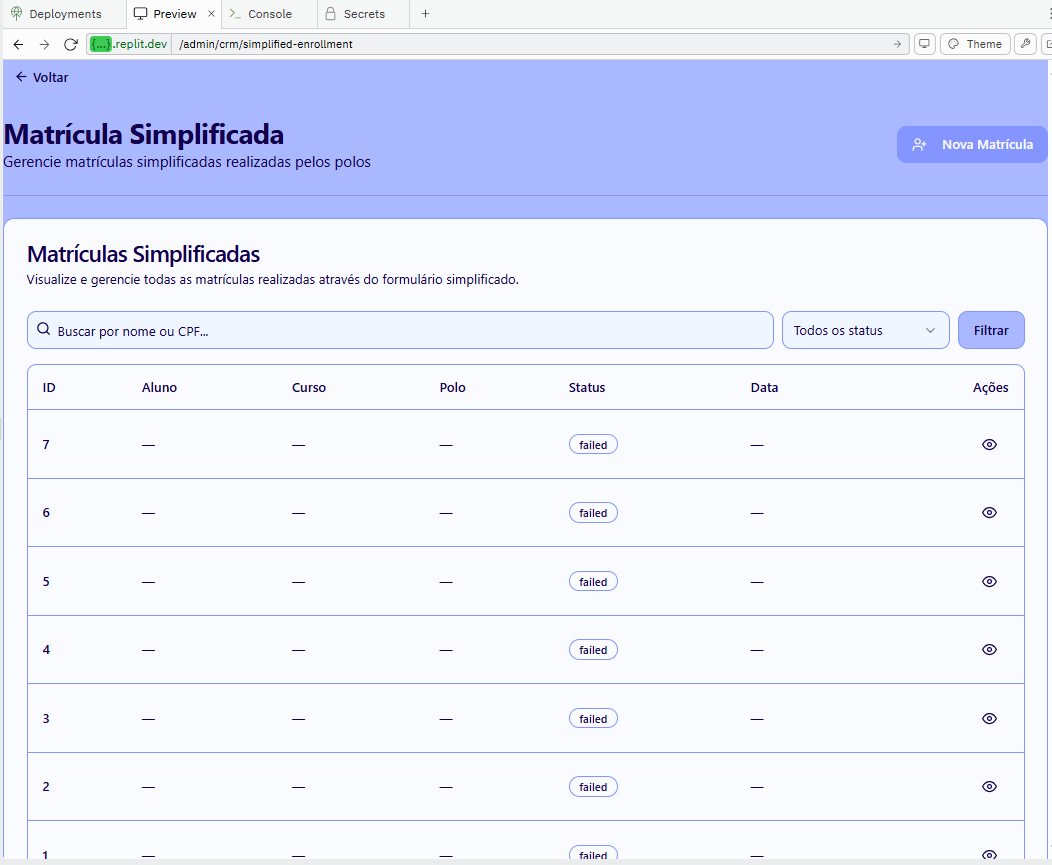 Deployments Preview Console Secrets
{...}.replit.dev /admin/crm/simplified-enrollment Theme
Voltar
Matrícula Simplificada
Gerencie matrículas simplificadas realizadas pelos polos
Nova Matrícula
Matrículas Simplificadas
Visualize e gerencie todas as matrículas realizadas através do formulário simplificado.
Buscar por nome ou CPF... Todos os status Filtrar
ID Aluno Curso Polo Status Data Ações
7 — — — failed —
6 — — — failed —
5 — — — failed —
4 — — — failed —
3 — — — failed —
2 — — — failed —
1 — — — failed —